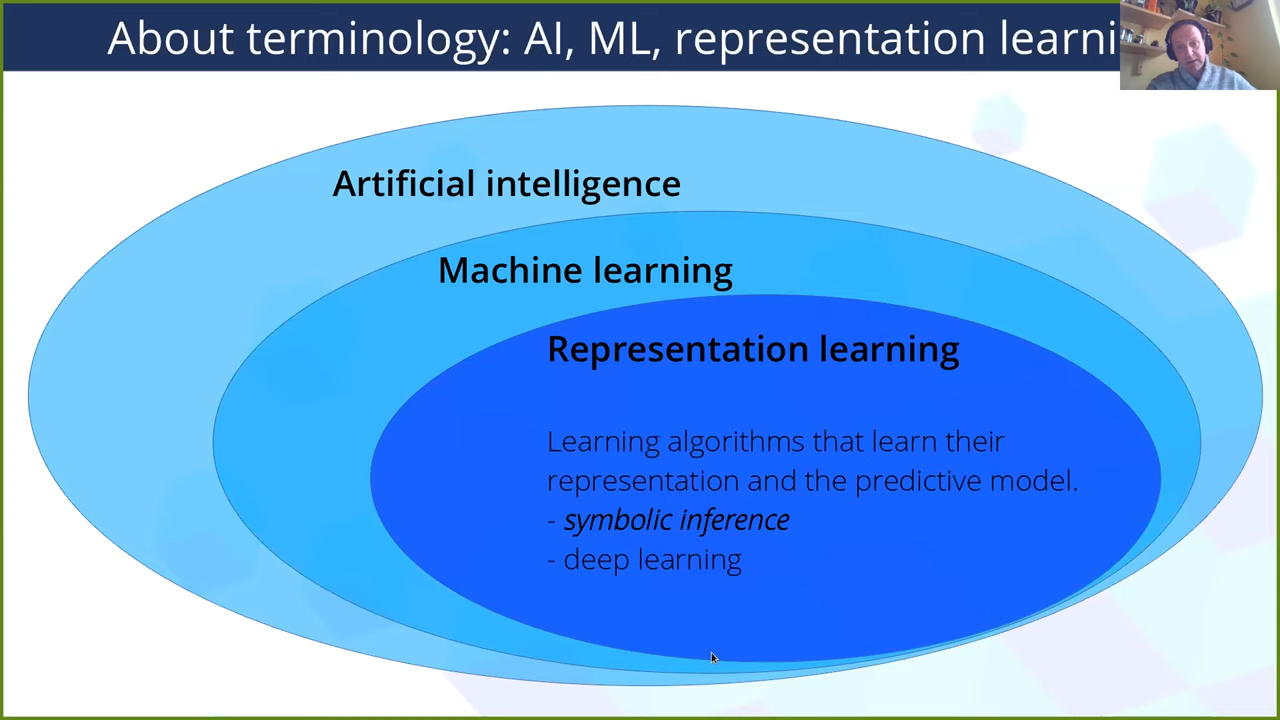 About terminology: AI, ML, representation learni
Artificial intelligence
Machine learning
Representation learning
Learning algorithms that learn their
representation and the predictive model.
- symbolic inference
- deep learning